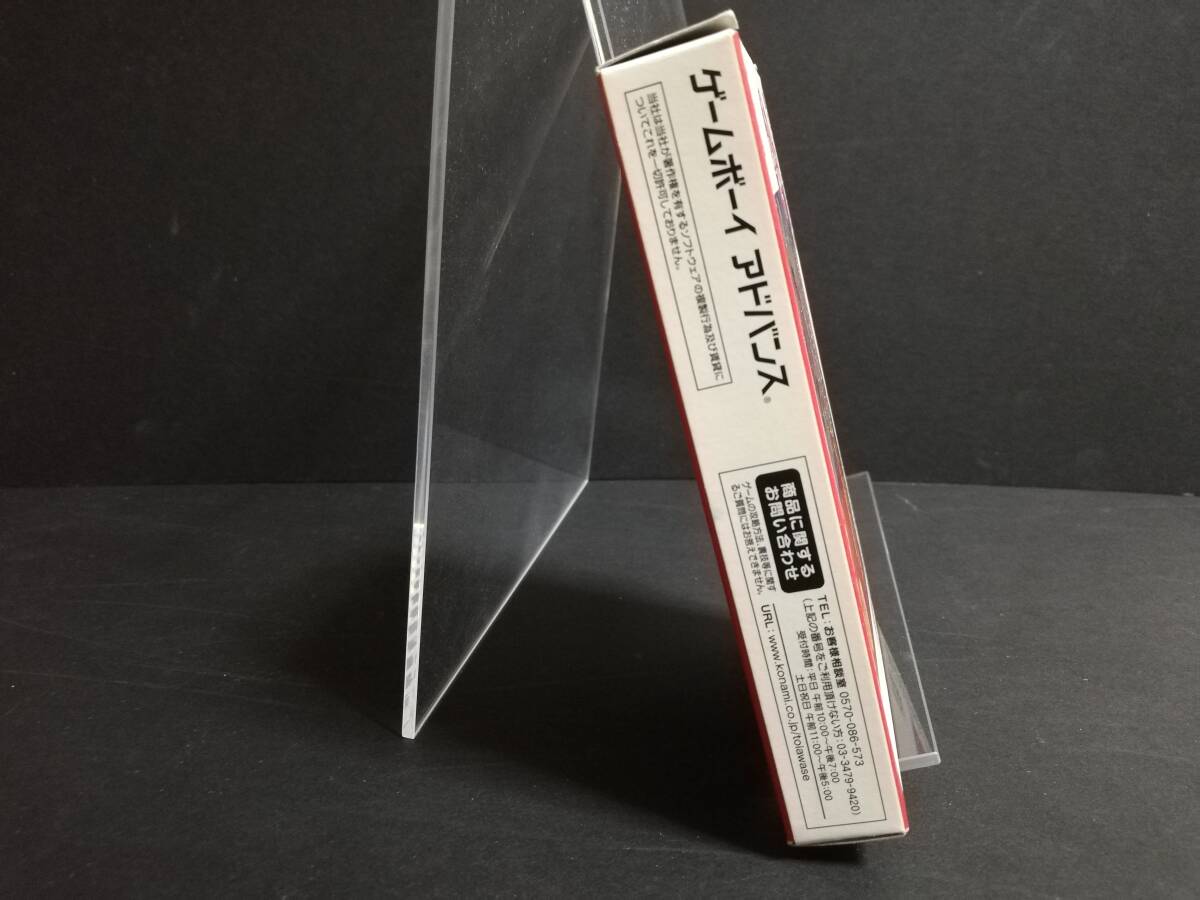 ゲームボーイ アドバンス®
当社は当社が著作権を有するソフトウェアの複製行為及び賃貸に
ついてこれを一切許可しておりません。
商品に関する
お問い合わせ
ゲームの攻略方法、裏技等に関す
るご質問にはお答えできません。
TEL:お客様相談室 0570-086-573
(上記の番号をご利用頂けない方:03-3479-9420)
受付時間:平日 午前10:00〜午後7:00
土日祝日 午前11:00〜午後5:00
URL:www.konami.co.jp/toiawase